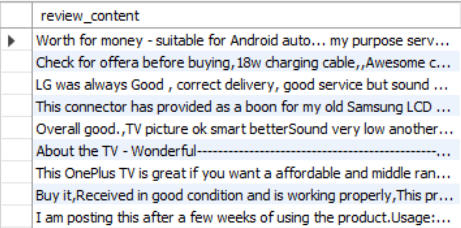 review_content
Worth for money - suitable for Android auto... my purpose serv...
Check for offera before buying,18w charging cable,,Awesome c...
LG was always Good , correct delivery, good service but sound ...
This connector has provided as a boon for my old Samsung LCD ...
Overall good.,TV picture ok smart betterSound very low another...
About the TV - Wonderful----------------------------------------------...
This OnePlus TV is great if you want a affordable and middle ran...
Buy it,Received in good condition and is working properly,This pr...
I am posting this after a few weeks of using the product.Usage:...